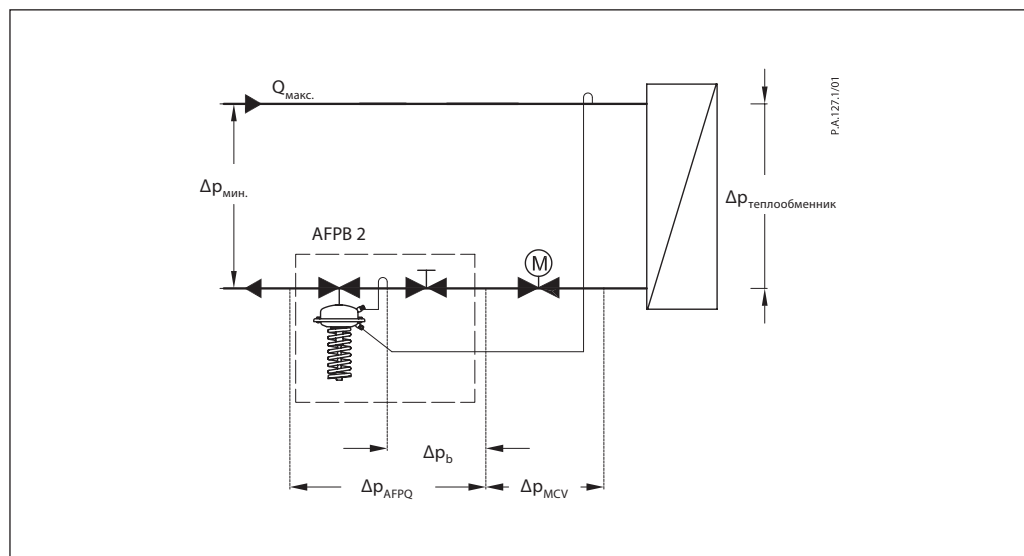 Qмакс.
P.A.127.1/01
Δpмин.
Δpтеплообменник
AFPB 2
M
Δpb
ΔpAFPQ
ΔpMCV